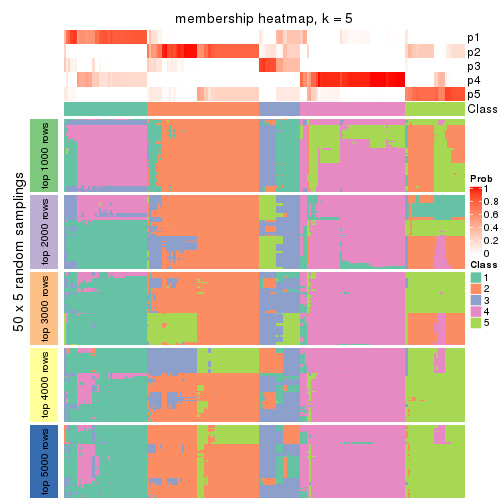 membership heatmap, k = 5
p1
p2
p3
p4
p5
Class
50 x 5 random samplings
top 1000 rows
top 2000 rows
top 3000 rows
top 4000 rows
top 5000 rows
Prob
1
0.8
0.6
0.4
0.2
0
Class
1
2
3
4
5